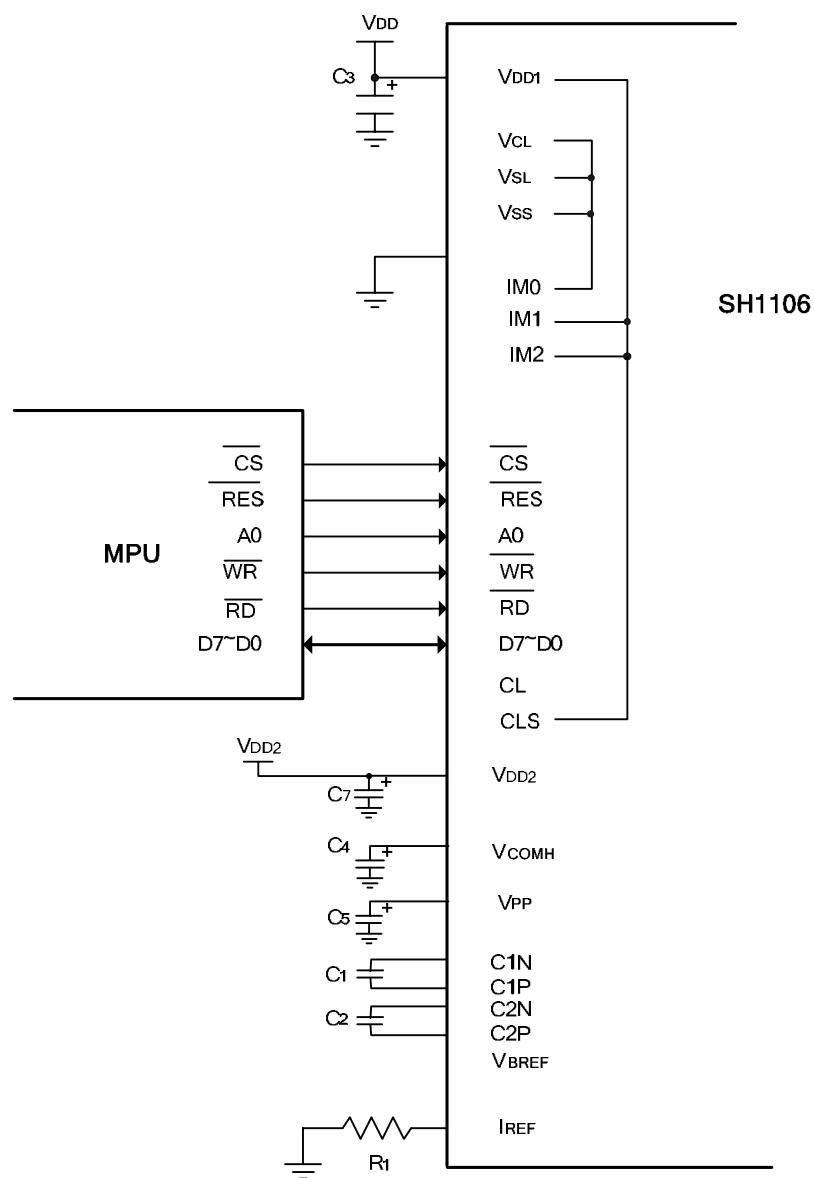 VDD
C3
+
VDD1
VCL
VSL
VSS
IM0
IM1
IM2
SH1106
MPU
CS
RES
A0
WR
RD
D7~D0
CS
RES
A0
WR
RD
D7~D0
CL
CLS
VDD2
C7
+
VDD2
C4
+
VCOMH
C5
+
VPP
C1
C1N
C1P
C2
C2N
C2P
VBREF
IREF
R1